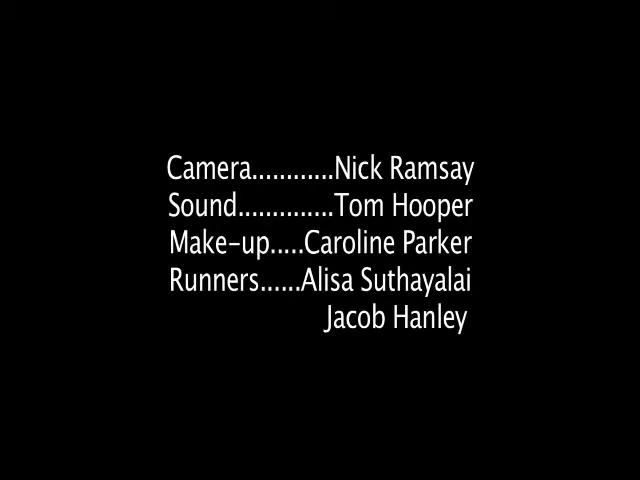 Camera............Nick Ramsay
Sound..............Tom Hooper
Make-up.....Caroline Parker
Runners......Alisa Suthayalai
Jacob Hanley